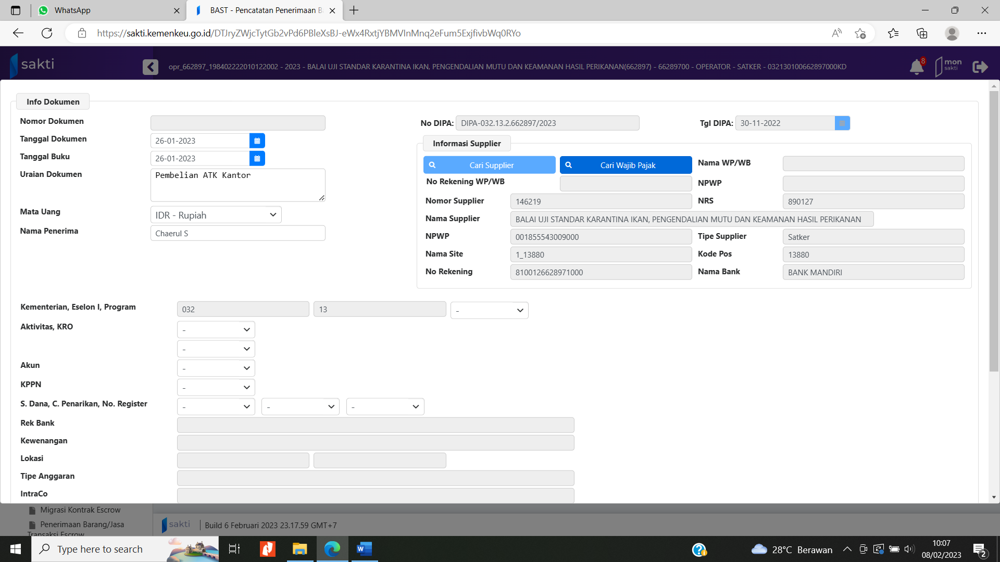 WhatsApp
BAST - Pencatatan Penerimaan B
https://sakti.kemenkeu.go.id/DTJryZWjcTytGb2vPd6PBleXsBJ-eWx4RxtjYBMVInMnq2eFum5ExjfivbWq0RYo
sakti
opr_662897_198402222010122002 - 2023 - BALAI UJI STANDAR KARANTINA IKAN, PENGENDALIAN MUTU DAN KEAMANAN HASIL PERIKANAN(662897) - 66289700 - OPERATOR - SATKER - 032130100662897000KD
8
mon sakti
Info Dokumen
Nomor Dokumen
No DIPA: DIPA-032.13.2.662897/2023
Tgl DIPA: 30-11-2022
Tanggal Dokumen 26-01-2023
Tanggal Buku 26-01-2023
Uraian Dokumen Pembelian ATK Kantor
Mata Uang IDR - Rupiah
Nama Penerima Chaerul S
Informasi Supplier
Cari Supplier
Cari Wajib Pajak
Nama WP/WB
No Rekening WP/WB
NPWP
Nomor Supplier 146219
NRS 890127
Nama Supplier BALAI UJI STANDAR KARANTINA IKAN, PENGENDALIAN MUTU DAN KEAMANAN HASIL PERIKANAN
NPWP 001855543009000
Tipe Supplier Satker
Nama Site 1_13880
Kode Pos 13880
No Rekening 8100126628971000
Nama Bank BANK MANDIRI
Kementerian, Eselon I, Program 032 13 -
Aktivitas, KRO -
-
Akun -
KPPN -
S. Dana, C. Penarikan, No. Register - - -
Rek Bank
Kewenangan
Lokasi
Tipe Anggaran
IntraCo
Migrasi Kontrak Escrow
Penerimaan Barang/Jasa
Transaksi Escrow
sakti
Build 6 Februari 2023 23.17.59 GMT+7
Type here to search
28°C Berawan
10:07
08/02/2023
2